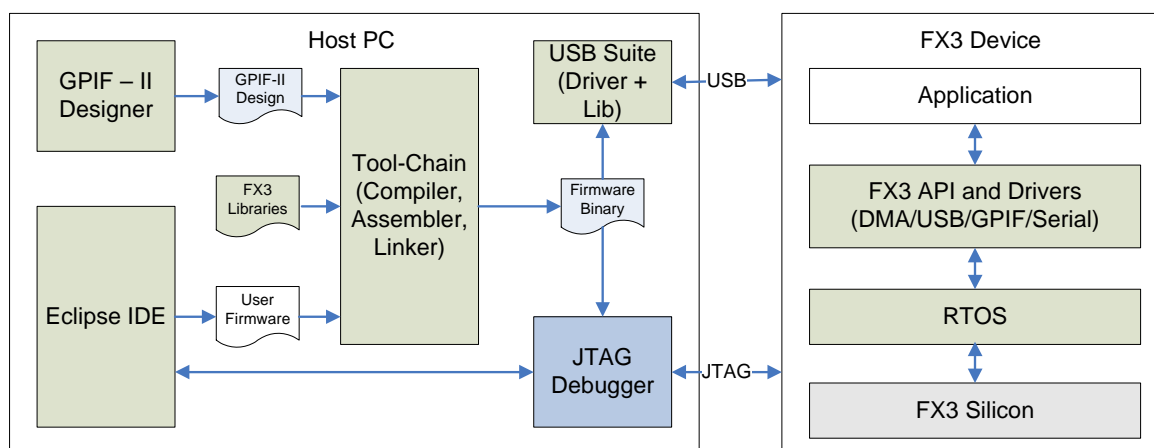 Host PC
GPIF – II
Designer
GPIF-II
Design
FX3
Libraries
Eclipse IDE
User
Firmware
Tool-Chain
(Compiler,
Assembler,
Linker)
Firmware
Binary
USB Suite
(Driver +
Lib)
JTAG
Debugger
USB
JTAG
FX3 Device
Application
FX3 API and Drivers
(DMA/USB/GPIF/Serial)
RTOS
FX3 Silicon